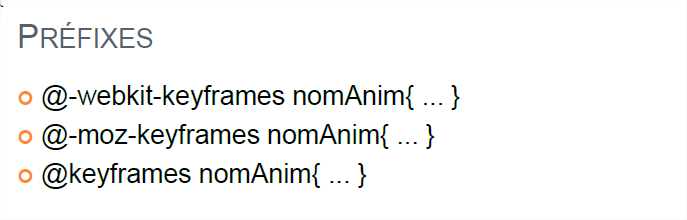 PRÉFIXES
@-webkit-keyframes nomAnim{ ... }
@-moz-keyframes nomAnim{ ... }
@keyframes nomAnim{ ... }